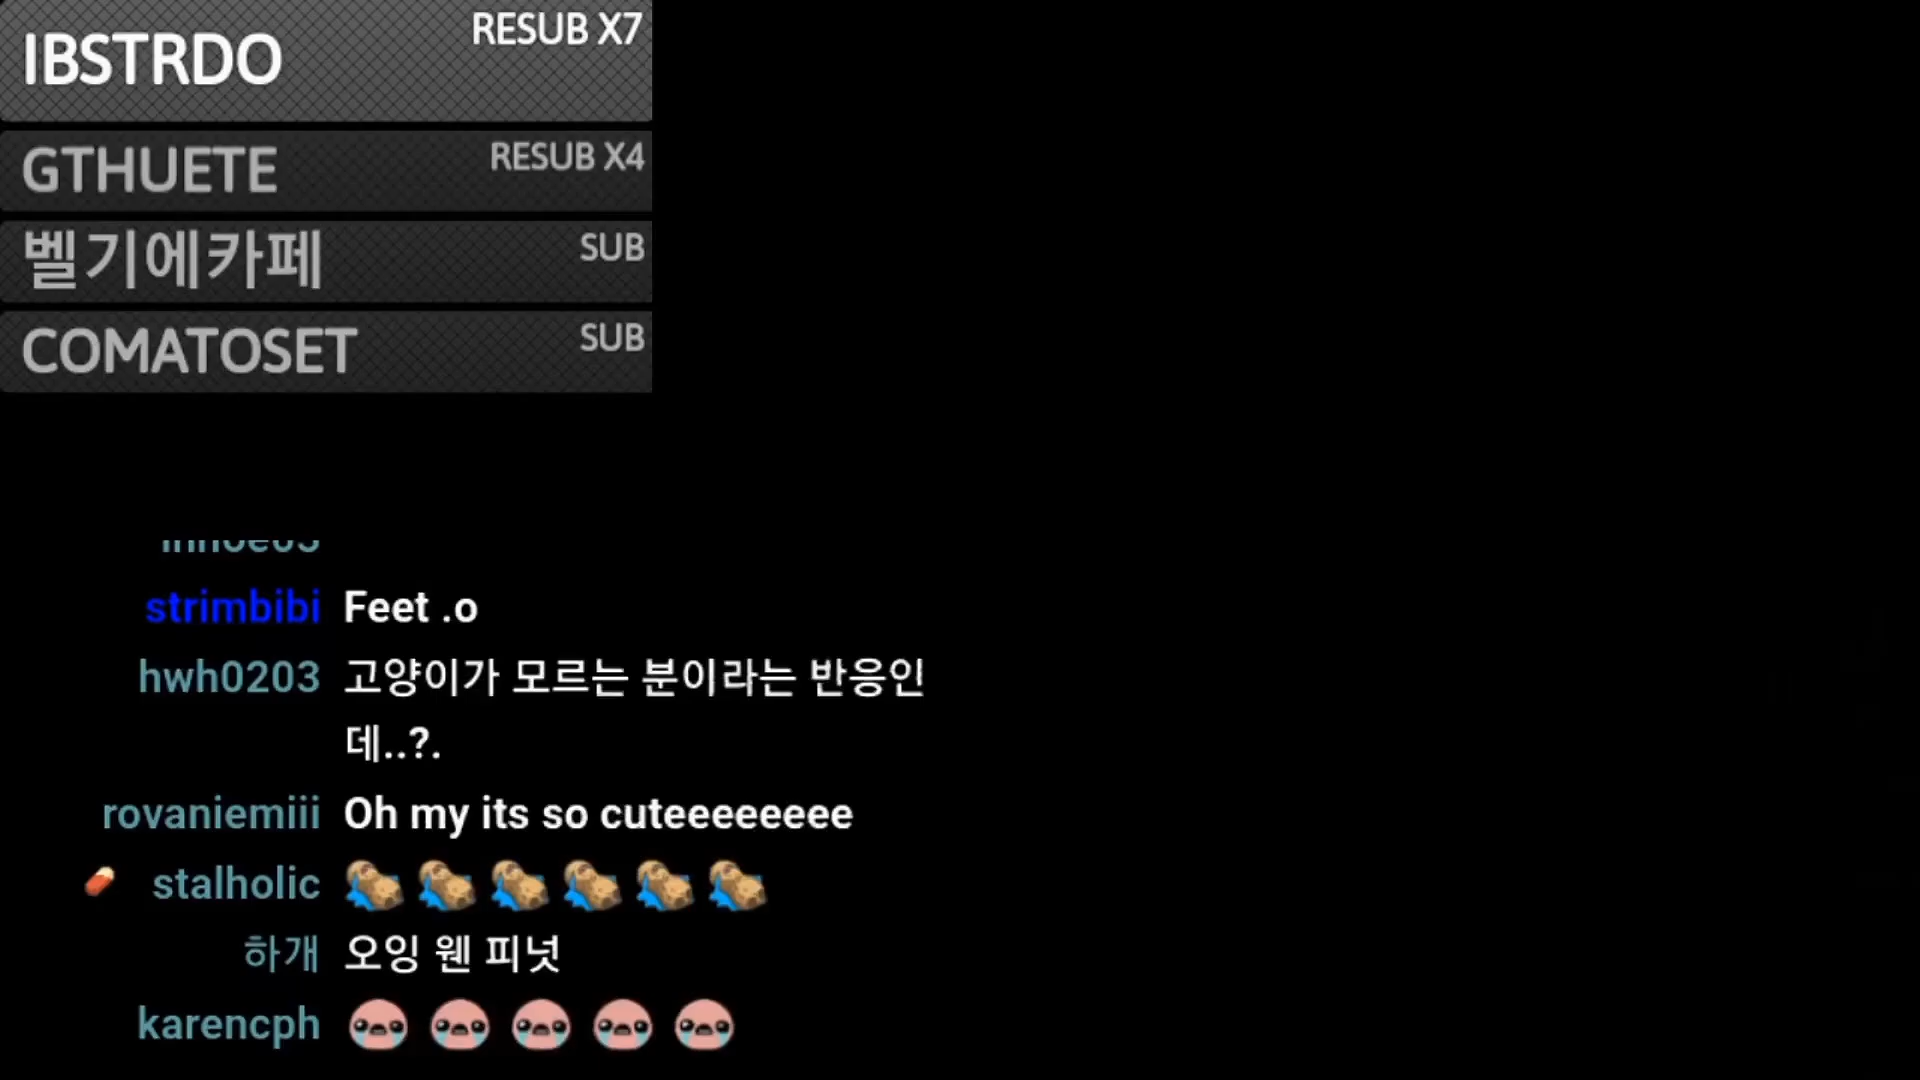 IBSTRDO RESUB X7
GTHUETE RESUB X4
벨기에카페 SUB
COMATOSET SUB
strimbibi Feet .o
hwh0203 고양이가 모르는 분이라는 반응인
데..?.
rovaniemiii Oh my its so cuteeeeeeee
stalholic
하개 오잉 웬 피넛
karencph